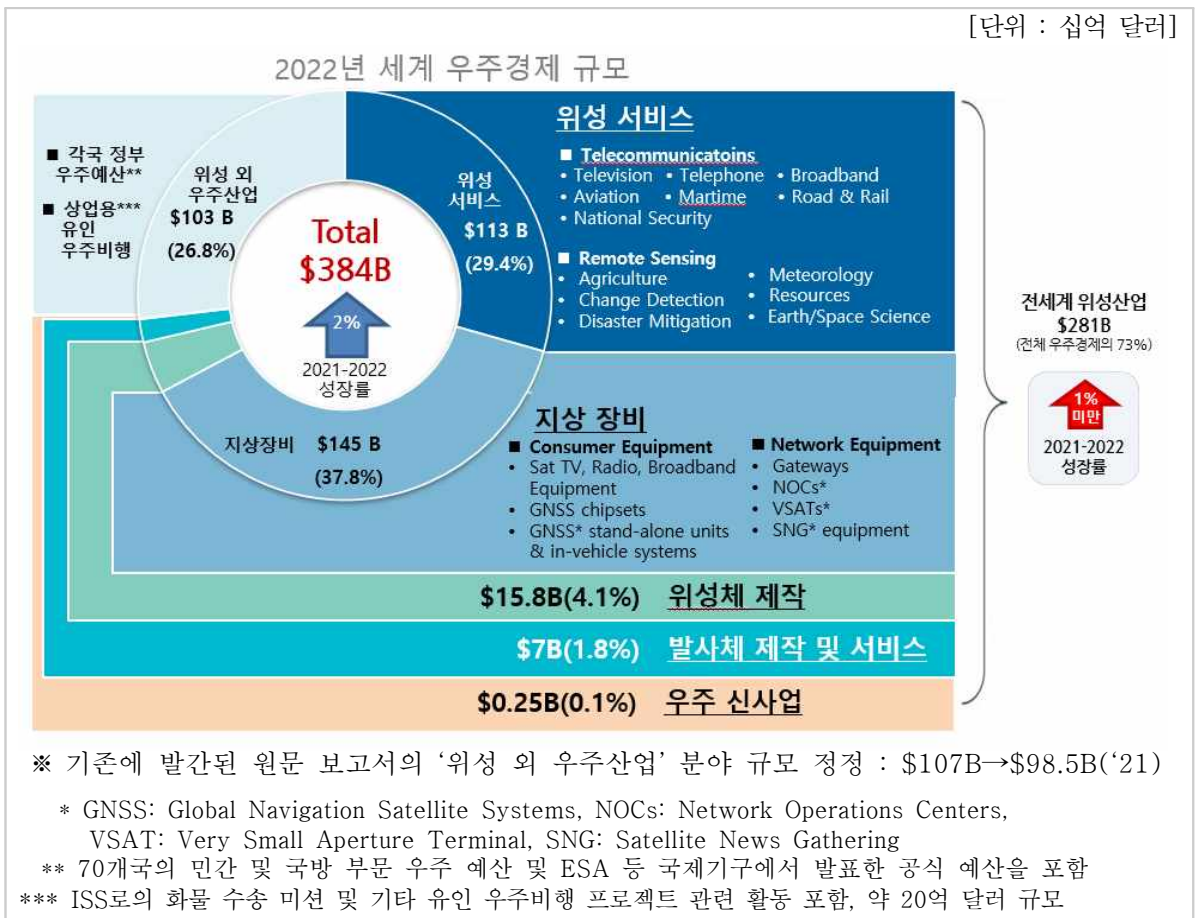 [단위 : 십억 달러]
2022년 세계 우주경제 규모
■ 각국 정부
우주예산**
■ 상업용***
유인
우주비행
위성 외
우주산업
$103 B
(26.8%)
Total
$384B
2%
2021-2022
성장률
위성
서비스
$113 B
(29.4%)
지상장비 $145 B
(37.8%)
위성 서비스
■ Telecommunicatoins
• Television • Telephone • Broadband
• Aviation • Martime • Road & Rail
• National Security
■ Remote Sensing
• Agriculture
• Change Detection
• Disaster Mitigation
• Meteorology
• Resources
• Earth/Space Science
지상 장비
■ Consumer Equipment
• Sat TV, Radio, Broadband
Equipment
• GNSS chipsets
• GNSS* stand-alone units
& in-vehicle systems
■ Network Equipment
• Gateways
• NOCs*
• VSATs*
• SNG* equipment
$15.8B(4.1%) 위성체 제작
$7B(1.8%) 발사체 제작 및 서비스
$0.25B(0.1%) 우주 신사업
전세계 위성산업
$281B
(전체 우주경제의 73%)
1%
미만
2021-2022
성장률
※ 기존에 발간된 원문 보고서의 ‘위성 외 우주산업’ 분야 규모 정정 : $107B→$98.5B(‘21)
* GNSS: Global Navigation Satellite Systems, NOCs: Network Operations Centers,
VSAT: Very Small Aperture Terminal, SNG: Satellite News Gathering
** 70개국의 민간 및 국방 부문 우주 예산 및 ESA 등 국제기구에서 발표한 공식 예산을 포함
*** ISS로의 화물 수송 미션 및 기타 유인 우주비행 프로젝트 관련 활동 포함, 약 20억 달러 규모